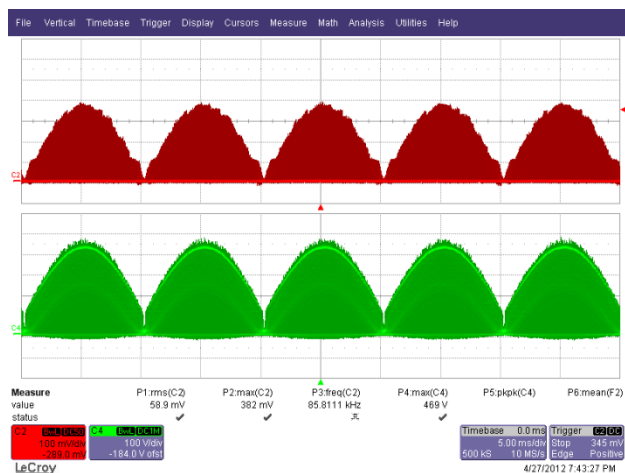 File Vertical Timebase Trigger Display Cursors Measure Math Analysis Utilities Help
C2
C4
Measure P1:rms(C2) P2:max(C2) P3:freq(C2) P4:max(C4) P5:pkpk(C4) P6:mean(F2)
value 58.9 mV 382 mV 85.8111 kHz 469 V
status
C2 BwL DC50 C4 BwL DC1M Timebase 0.0 ms Trigger C2 DC
100 mV/div 100 V/div 5.00 ms/div Stop 345 mV
-289.0 mV -184.0 V ofst 500 kS 10 MS/s Edge Positive
LeCroy 4/27/2012 7:43:27 PM